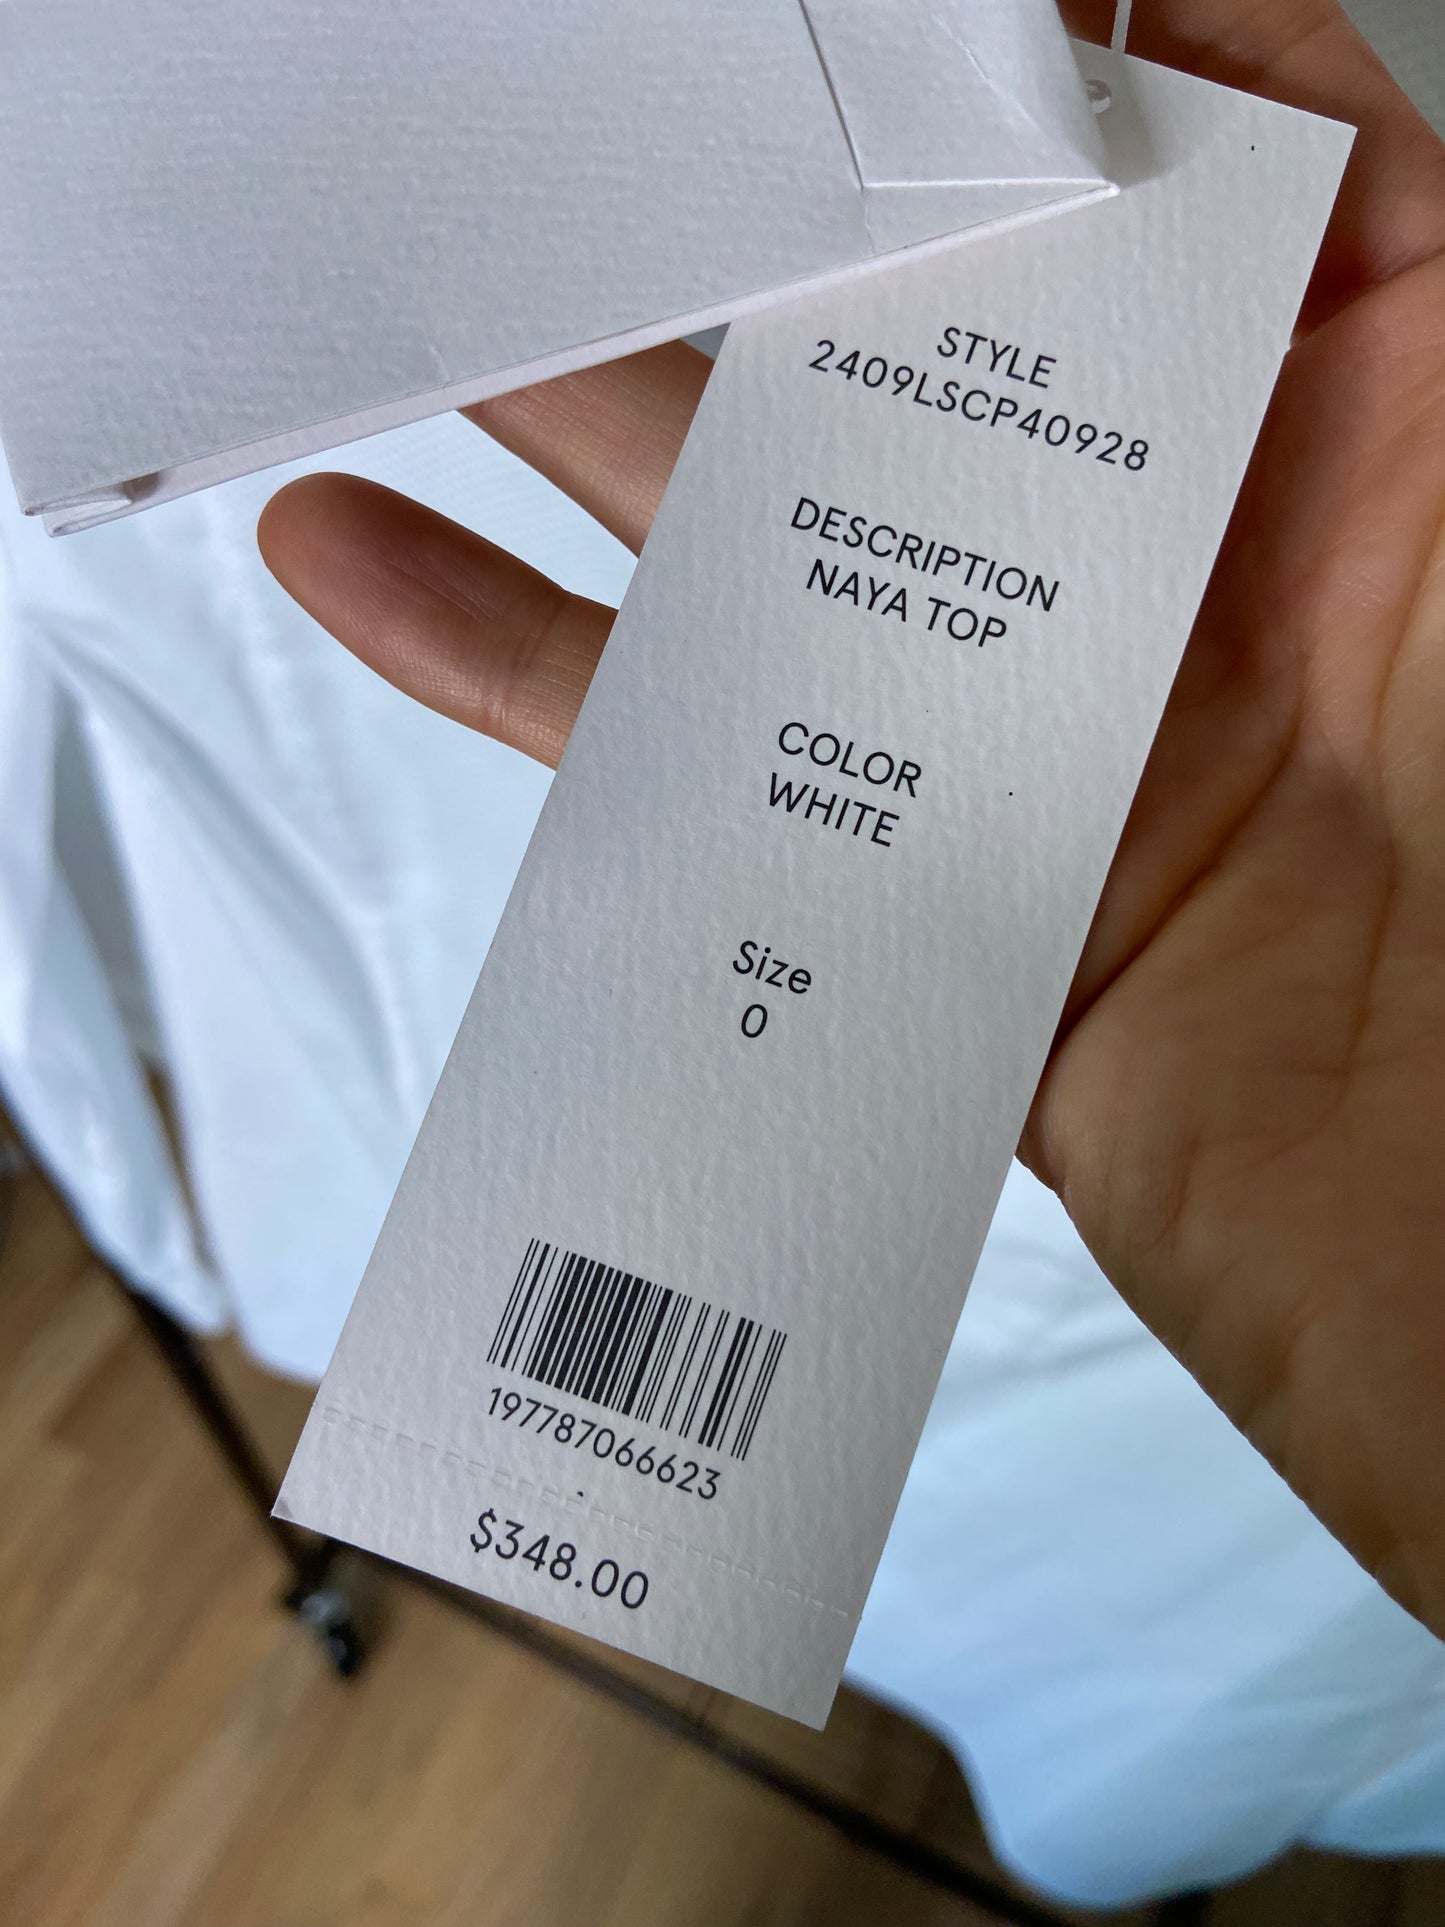 STYLE
2409LSCP40928
DESCRIPTION
NAYA TOP
COLOR
WHITE
Size
0
197787066623
$348.00